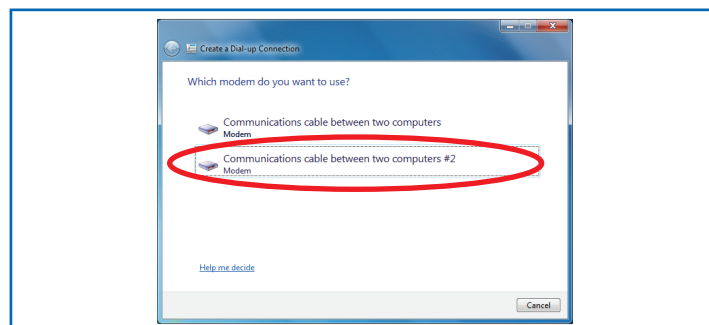 Create a Dial-up Connection
Which modem do you want to use?
Communications cable between two computers
Modem
Communications cable between two computers #2
Modem
Help me decide
Cancel